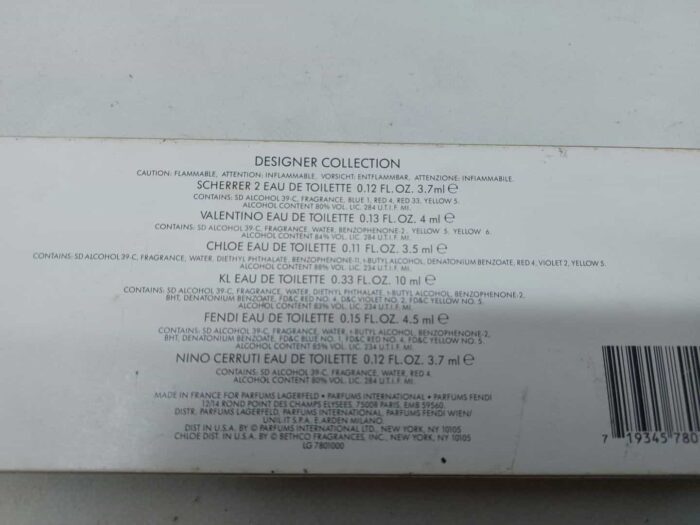 DESIGNER COLLECTION
CAUTION: FLAMMABLE, ATTENTION: INFLAMMABLE, VORSICHT: ENTFLAMMBAR, ATTENZIONE: INFIAMMABILE.
SCHERRER 2 EAU DE TOILETTE 0.12 FL.OZ. 3.7ml ℮
CONTAINS: SD ALCOHOL 39-C, FRAGRANCE, BLUE 1, RED 4, RED 33, YELLOW 5.
ALCOHOL CONTENT 80% VOL. LIC. 284 U.T.I.F. MI.
VALENTINO EAU DE TOILETTE 0.13 FL.OZ. 4 ml ℮
CONTAINS: SD ALCOHOL 39-C, FRAGRANCE, WATER, BENZOPHENONE-2, YELLOW 5, YELLOW 6.
ALCOHOL CONTENT 84% VOL. LIC. 284 U.T.I.F. MI.
CHLOE EAU DE TOILETTE 0.11 FL.OZ. 3.5 ml ℮
CONTAINS: SD ALCOHOL 39-C, FRAGRANCE, WATER, DIETHYL PHTHALATE, BENZOPHENONE-11, t-BUTYL ALCOHOL, DENATONIUM BENZOATE, RED 4, VIOLET 2, YELLOW 5.
ALCOHOL CONTENT 88% VOL. LIC. 234 U.T.I.F. MI.
KL EAU DE TOILETTE 0.33 FL.OZ. 10 ml ℮
CONTAINS: SD ALCOHOL 39-C, FRAGRANCE, WATER, DIETHYL PHTHALATE, t-BUTYL ALCOHOL, BENZOPHENONE-2,
BHT, DENATONIUM BENZOATE, FD&C RED NO. 4, D&C VIOLET NO. 2, FD&C YELLOW NO. 5.
ALCOHOL CONTENT 83% VOL. LIC. 234 U.T.I.F. MI.
FENDI EAU DE TOILETTE 0.15 FL.OZ. 4.5 ml ℮
CONTAINS: SD ALCOHOL 39-C, FRAGRANCE, WATER, t-BUTYL ALCOHOL, BENZOPHENONE-2,
BHT, DENATONIUM BENZOATE, FD&C BLUE NO. 1, FD&C RED NO. 4, FD&C YELLOW NO. 5.
ALCOHOL CONTENT 85% VOL. LIC. 234 U.T.I.F. MI.
NINO CERRUTI EAU DE TOILETTE 0.12 FL.OZ. 3.7 ml ℮
CONTAINS: SD ALCOHOL 39-C, FRAGRANCE, WATER, RED 4.
ALCOHOL CONTENT 80% VOL. LIC. 284 U.T.I.F. MI.
MADE IN FRANCE FOR PARFUMS LAGERFELD • PARFUMS INTERNATIONAL • PARFUMS FENDI
12/14 ROND POINT DES CHAMPS ELYSEES, 75008 PARIS, EMB 59560.
DISTR. PARFUMS LAGERFELD, PARFUMS INTERNATIONAL, PARFUMS FENDI WIEN/
UNIL.IT S.P.A. E.ARDEN MILANO.
DIST IN U.S.A. BY © PARFUMS INTERNATIONAL LTD., NEW YORK, NY 10105
CHLOE DIST. IN U.S.A. BY © BETHCO FRAGRANCES, INC., NEW YORK, NY 10105
LG 7801000
7 19345 780